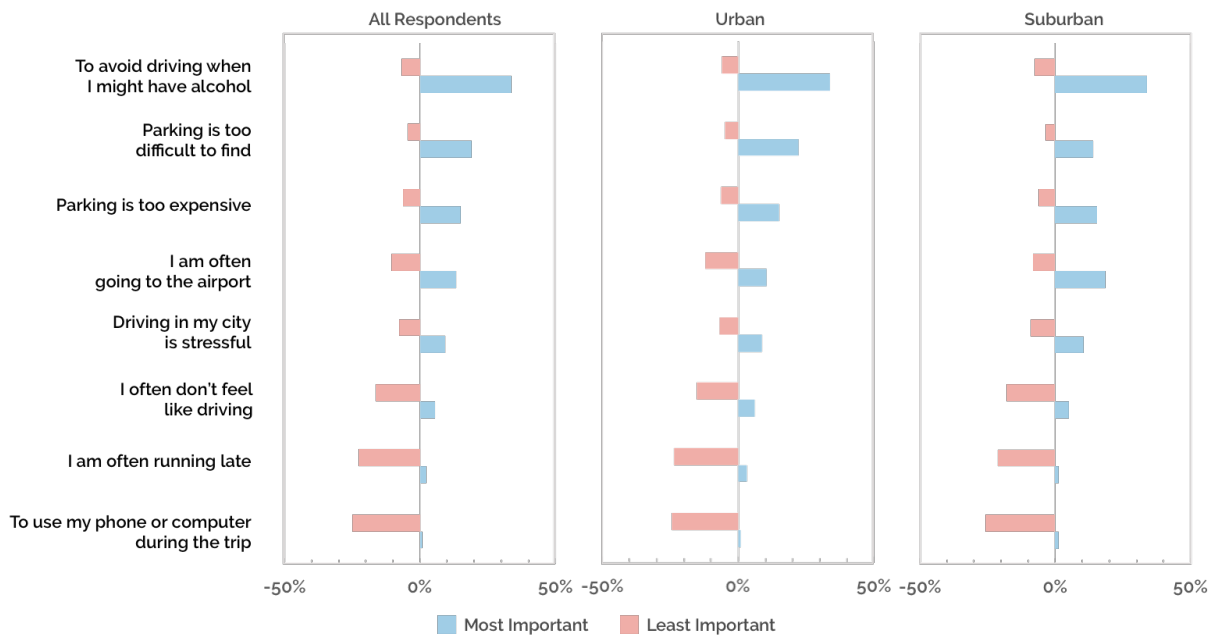 All Respondents
Urban
Suburban
To avoid driving when
I might have alcohol
Parking is too
difficult to find
Parking is too expensive
I am often
going to the airport
Driving in my city
is stressful
I often don't feel
like driving
I am often running late
To use my phone or computer
during the trip
-50% 0% 50%
-50% 0% 50%
-50% 0% 50%
Most Important
Least Important